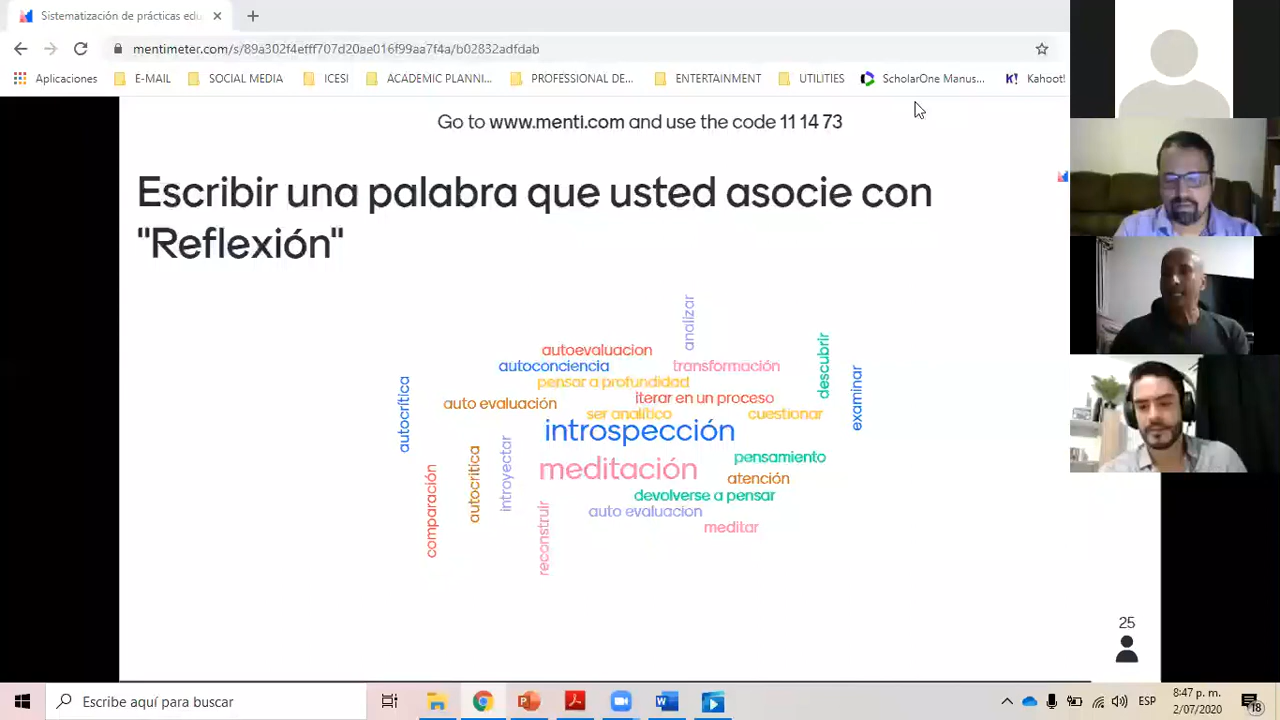 Sistematización de prácticas edu
mentimeter.com/s/89a302f4efff707d20ae016f99aa7f4a/b02832adfdab
Aplicaciones E-MAIL SOCIAL MEDIA ICESI ACADEMIC PLANNI... PROFESSIONAL DE... ENTERTAINMENT UTILITIES ScholarOne Manus... K! Kahoot!
Go to www.menti.com and use the code 11 14 73
Escribir una palabra que usted asocie con
"Reflexión"
analizar
autoevaluacion
autoconciencia
transformación
descubrir
pensar a profundidad
examinar
autocrítica
auto evaluación
iterar en un proceso
ser analítico
cuestionar
introspección
introyectar
autocritica
comparación
meditación
pensamiento
atención
devolverse a pensar
auto evaluacion
reconstruir
meditar
25
Escribe aquí para buscar
ESP
8:47 p. m.
2/07/2020
18